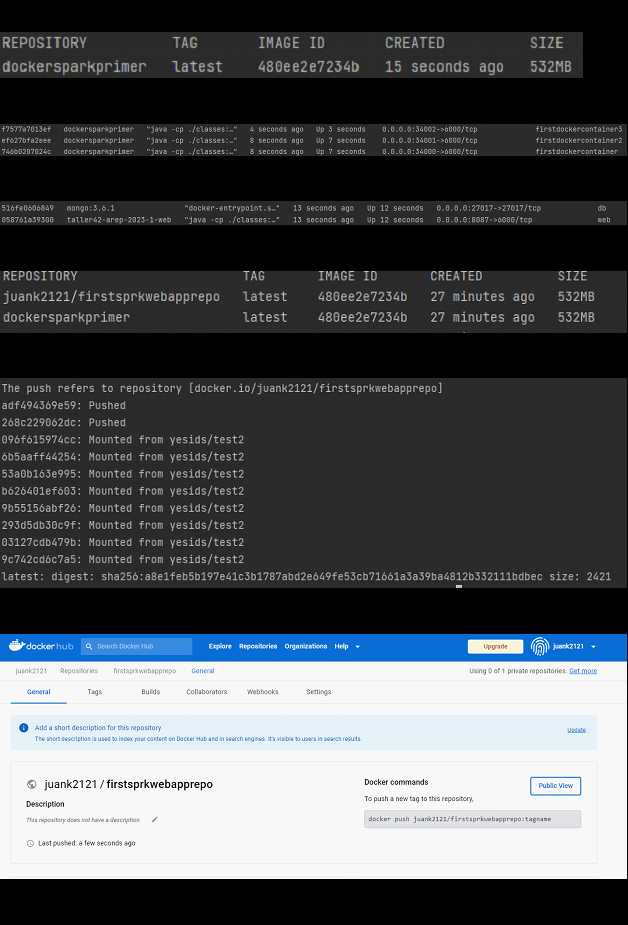 REPOSITORY TAG IMAGE ID CREATED SIZE
dockersparkprimer latest 480ee2e7234b 15 seconds ago 532MB
f7577a7013ef dockersparkprimer "java -cp ./classes:…" 4 seconds ago Up 3 seconds 0.0.0.0:34002->6000/tcp firstdockercontainer3
ef627bfa2eee dockersparkprimer "java -cp ./classes:…" 8 seconds ago Up 7 seconds 0.0.0.0:34001->6000/tcp firstdockercontainer2
746b0207024c dockersparkprimer "java -cp ./classes:…" 8 seconds ago Up 7 seconds 0.0.0.0:34000->6000/tcp firstdockercontainer
516fe0606849 mongo:3.6.1 "docker-entrypoint.s…" 13 seconds ago Up 12 seconds 0.0.0.0:27017->27017/tcp db
058761a39300 taller42-arep-2023-1-web "java -cp ./classes:…" 13 seconds ago Up 12 seconds 0.0.0.0:8087->6000/tcp web
REPOSITORY TAG IMAGE ID CREATED SIZE
juank2121/firstsprkwebapprepo latest 480ee2e7234b 27 minutes ago 532MB
dockersparkprimer latest 480ee2e7234b 27 minutes ago 532MB
The push refers to repository [docker.io/juank2121/firstsprkwebapprepo]
adf494369e59: Pushed
268c229062dc: Pushed
096f615974cc: Mounted from yesids/test2
6b5aaff44254: Mounted from yesids/test2
53a0b163e995: Mounted from yesids/test2
b626401ef603: Mounted from yesids/test2
9b55156abf26: Mounted from yesids/test2
293d5db30c9f: Mounted from yesids/test2
03127cdb479b: Mounted from yesids/test2
9c742cd6c7a5: Mounted from yesids/test2
latest: digest: sha256:a8e1feb5b197e41c3b1787abd2e649fe53cb71661a3a39ba4812b332111bdbec size: 2421
docker hub Search Docker Hub Explore Repositories Organizations Help Upgrade juank2121
juank2121 Repositories firstsprkwebapprepo General Using 0 of 1 private repositories. Get more
General Tags Builds Collaborators Webhooks Settings
Add a short description for this repository Update
The short description is used to index your content on Docker Hub and in search engines. It's visible to users in search results.
juank2121 / firstsprkwebapprepo Docker commands Public View
Description To push a new tag to this repository,
This repository does not have a description docker push juank2121/firstsprkwebapprepo:tagname
Last pushed: a few seconds ago